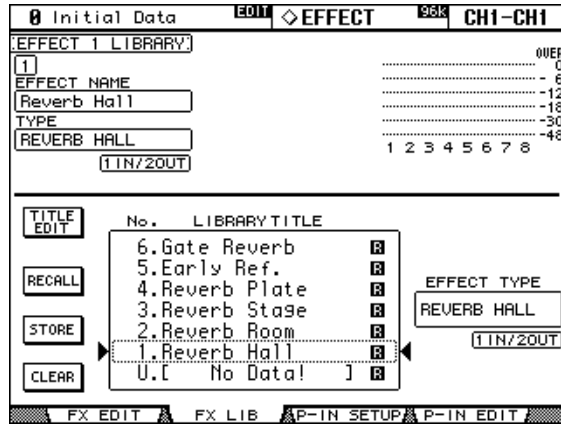 0 Initial Data EDIT ◇EFFECT 96K CH1-CH1
EFFECT 1 LIBRARY
1
EFFECT NAME
Reverb Hall
TYPE
REVERB HALL
1 IN/2OUT
OVER
0
- 6
-12
-18
-30
-48
1 2 3 4 5 6 7 8
TITLE EDIT
RECALL
STORE
CLEAR
No. LIBRARY TITLE
6.Gate Reverb R
5.Early Ref. R
4.Reverb Plate R
3.Reverb Stage R
2.Reverb Room R
1.Reverb Hall R
U.[ No Data! ] R
EFFECT TYPE
REVERB HALL
1 IN/2OUT
FX EDIT FX LIB P-IN SETUP P-IN EDIT